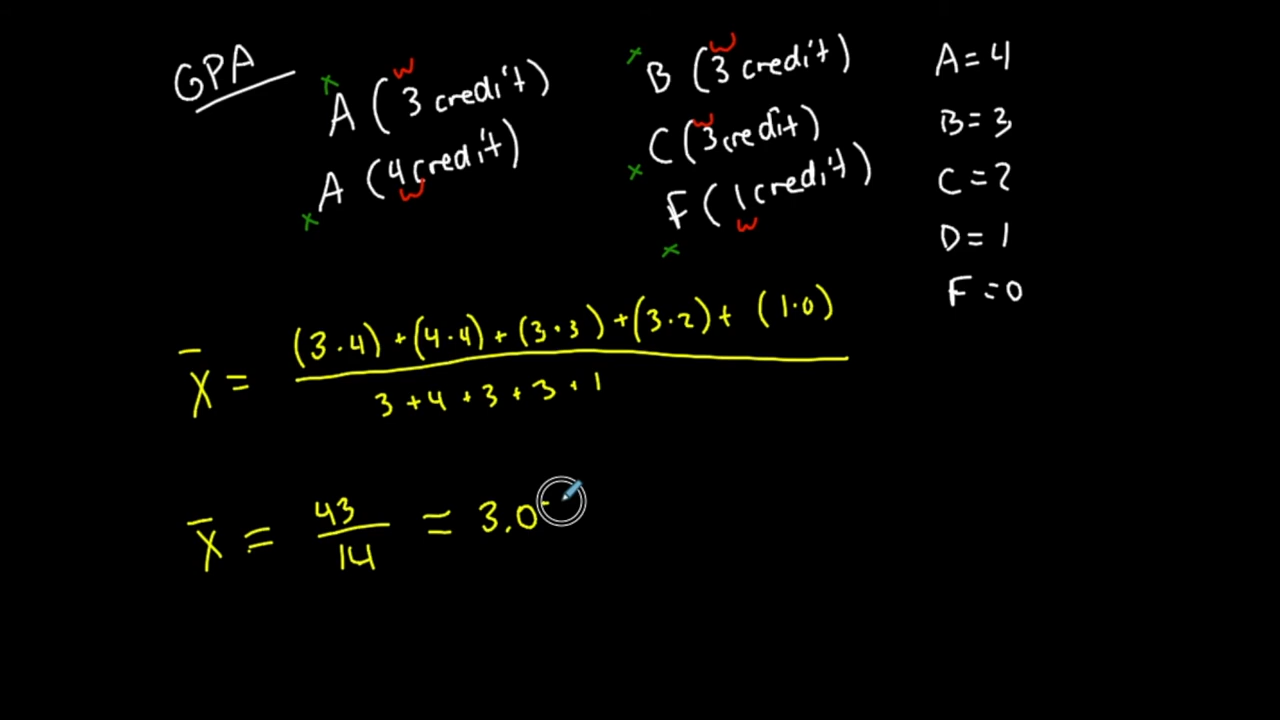 GPA
A (3 credit)
A (4 credit)
B (3 credit)
C (3 credit)
F (1 credit)
x w
w
x
x w
w
x
w
x
A = 4
B = 3
C = 2
D = 1
F = 0
x̄ = (3·4) + (4·4) + (3·3) + (3·2) + (1·0)
3 + 4 + 3 + 3 + 1
x̄ = 43
14
= 3.0